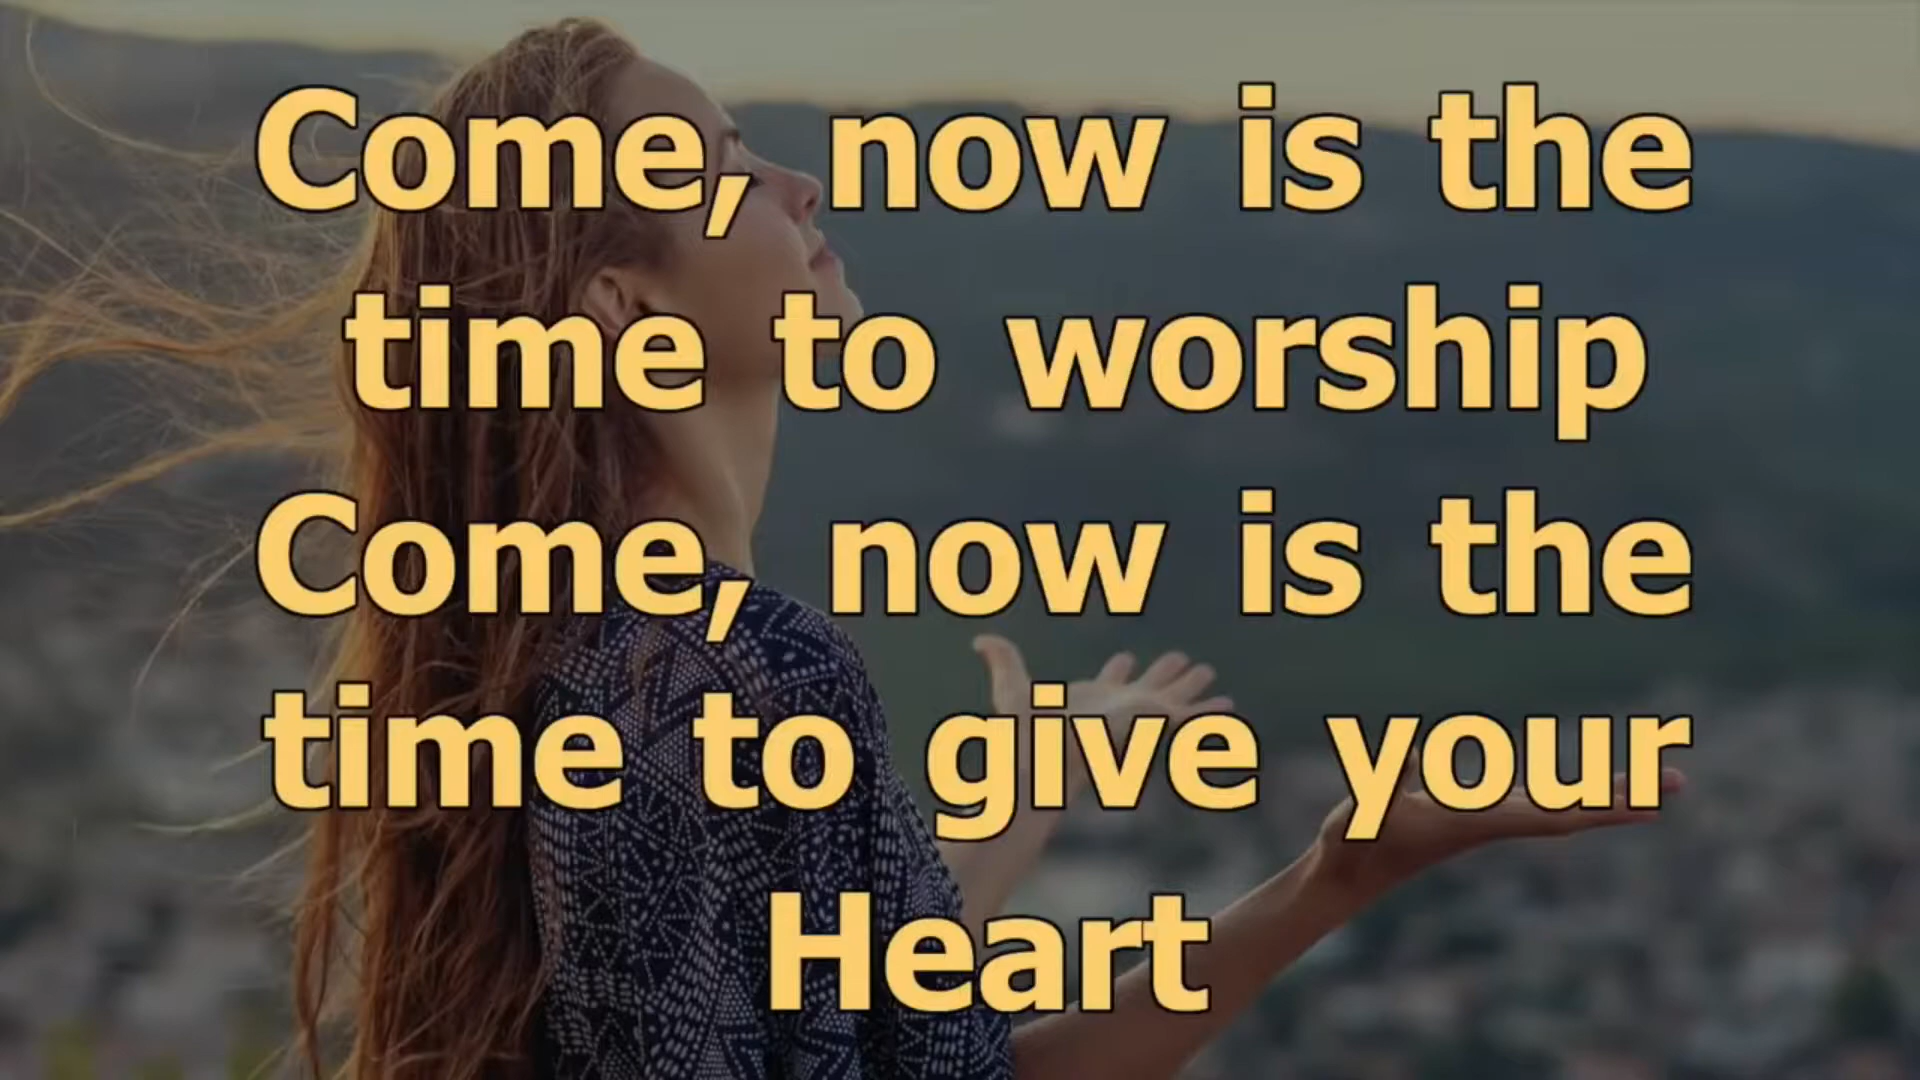 Come, now is the
time to worship
Come, now is the
time to give your
Heart